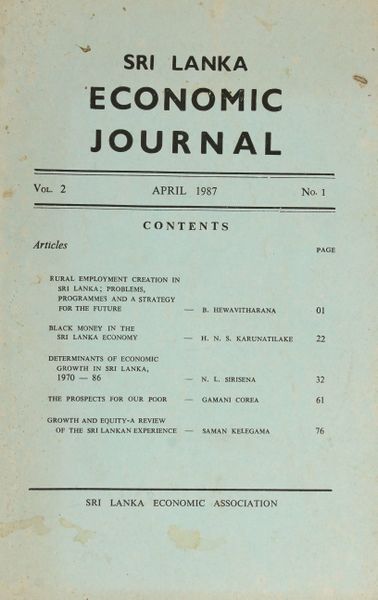 SRI LANKA
ECONOMIC
JOURNAL
VOL. 2 APRIL 1987 No. 1
CONTENTS
Articles
PAGE
RURAL EMPLOYMENT CREATION IN
SRI LANKA; PROBLEMS,
PROGRAMMES AND A STRATEGY
FOR THE FUTURE — B. HEWAVITHARANA 01
BLACK MONEY IN THE
SRI LANKA ECONOMY — H. N. S. KARUNATILAKE 22
DETERMINANTS OF ECONOMIC
GROWTH IN SRI LANKA,
1970 — 86 — N. L. SIRISENA 32
THE PROSPECTS FOR OUR POOR — GAMANI COREA 61
GROWTH AND EQUITY-A REVIEW
OF THE SRI LANKAN EXPERIENCE — SAMAN KELEGAMA 76
SRI LANKA ECONOMIC ASSOCIATION